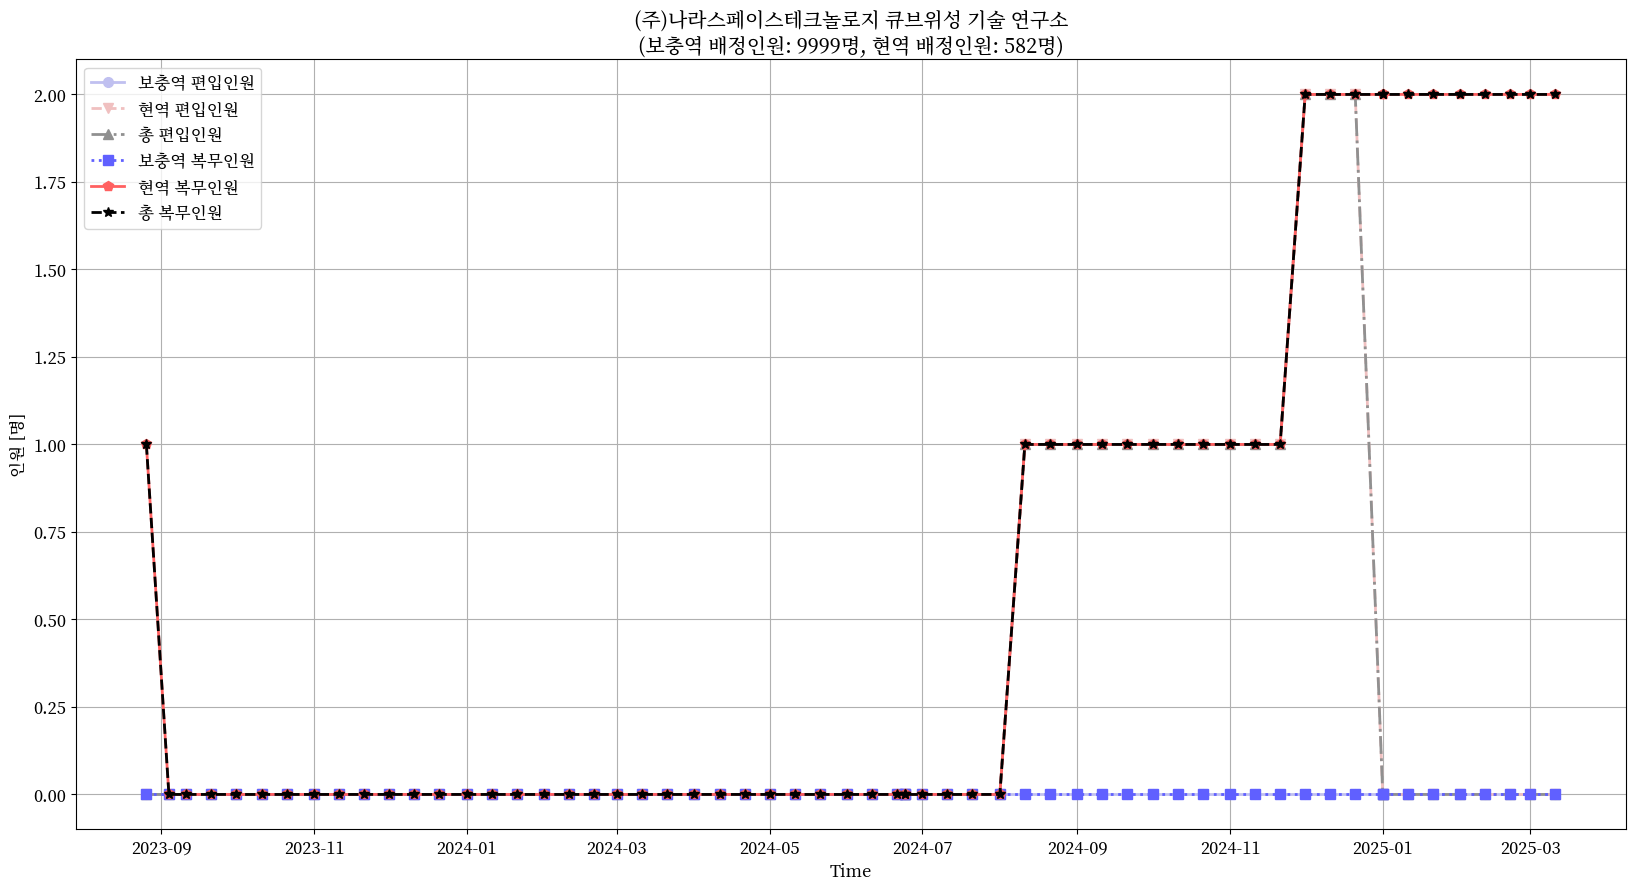 (주)나라스페이스테크놀로지 큐브위성 기술 연구소
(보충역 배정인원: 9999명, 현역 배정인원: 582명)
보충역 편입인원
현역 편입인원
총 편입인원
보충역 복무인원
현역 복무인원
총 복무인원
2.00
1.75
1.50
1.25
1.00
0.75
0.50
0.25
0.00
인원 [명]
2023-09 2023-11 2024-01 2024-03 2024-05 2024-07 2024-09 2024-11 2025-01 2025-03
Time